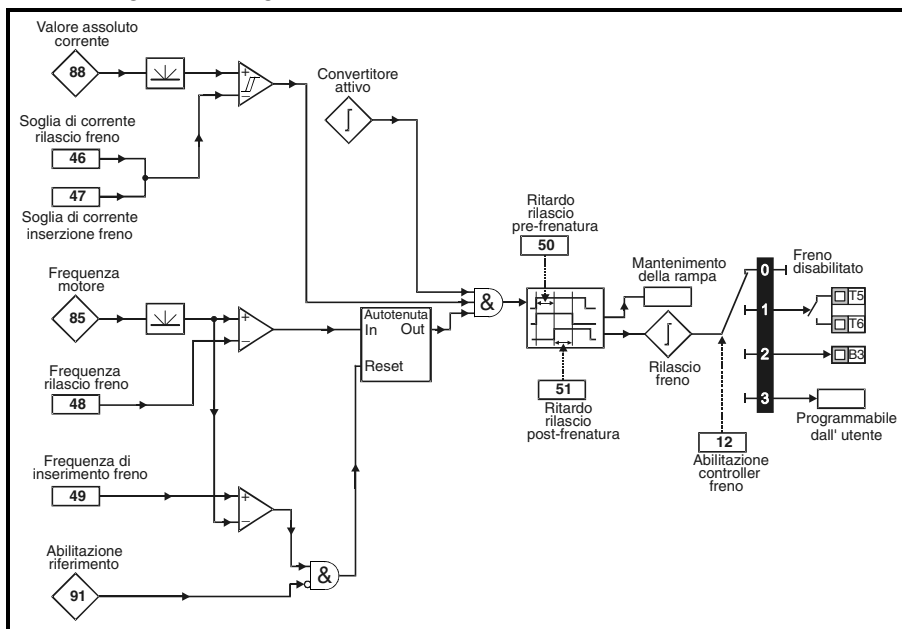 Valore assoluto
corrente
88
Soglia di corrente
rilascio freno
46
47
Soglia di corrente
inserzione freno
Frequenza
motore
85
Frequenza
rilascio freno
48
Frequenza di
inserimento freno
49
Abilitazione
riferimento
91
+
−
+
−
+
−
&
Convertitore
attivo
Autotenuta
In Out
Reset
&
Ritardo
rilascio
pre-frenatura
50
51
Ritardo
rilascio
post-frenatura
Mantenimento
della rampa
Rilascio
freno
12
Abilitazione
controller
freno
0
1
2
3
Freno
disabilitato
T5
T6
B3
Programmabile
dall' utente